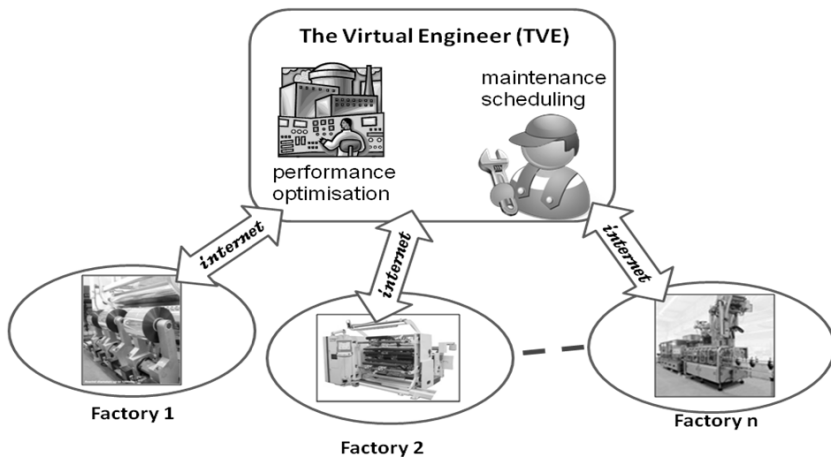 The Virtual Engineer (TVE)
maintenance
scheduling
performance
optimisation
internet
internet
internet
Factory 1
Factory 2
Factory n